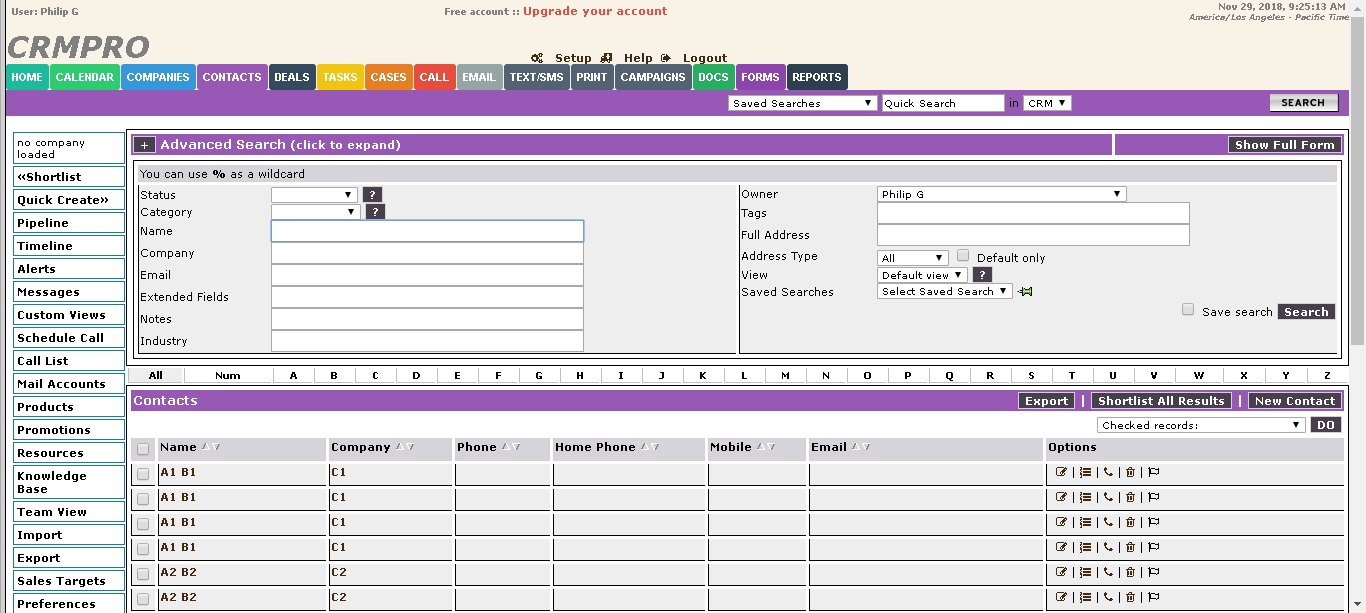 User: Philip G
Free account :: Upgrade your account
Nov 29, 2018, 9:25:13 AM
America/Los Angeles - Pacific Time
CRMPRO
Setup Help Logout
HOME CALENDAR COMPANIES CONTACTS DEALS TASKS CASES CALL EMAIL TEXT/SMS PRINT CAMPAIGNS DOCS FORMS REPORTS
Saved Searches Quick Search in CRM SEARCH
no company
loaded
«Shortlist
Quick Create»
Pipeline
Timeline
Alerts
Messages
Custom Views
Schedule Call
Call List
Mail Accounts
Products
Promotions
Resources
Knowledge
Base
Team View
Import
Export
Sales Targets
Preferences
+ Advanced Search (click to expand) Show Full Form
You can use % as a wildcard
Status ?
Category ?
Name
Company
Email
Extended Fields
Notes
Industry
Owner Philip G
Tags
Full Address
Address Type All Default only
View Default view ?
Saved Searches Select Saved Search
Save search Search
All Num A B C D E F G H I J K L M N O P Q R S T U V W X Y Z
Contacts Export | Shortlist All Results | New Contact
Checked records: DO
Name Company Phone Home Phone Mobile Email Options
A1 B1 C1 | | | |
A1 B1 C1 | | | |
A1 B1 C1 | | | |
A1 B1 C1 | | | |
A2 B2 C2 | | | |
A2 B2 C2 | | | |